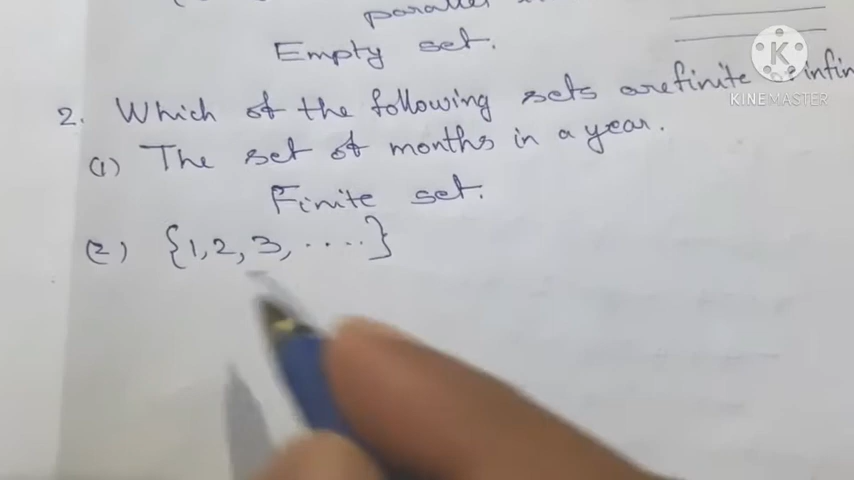 Empty set.
2. Which of the following sets are finite infin
(1) The set of months in a year.
Finite set.
(2) {1, 2, 3, ....}
KINEMASTER